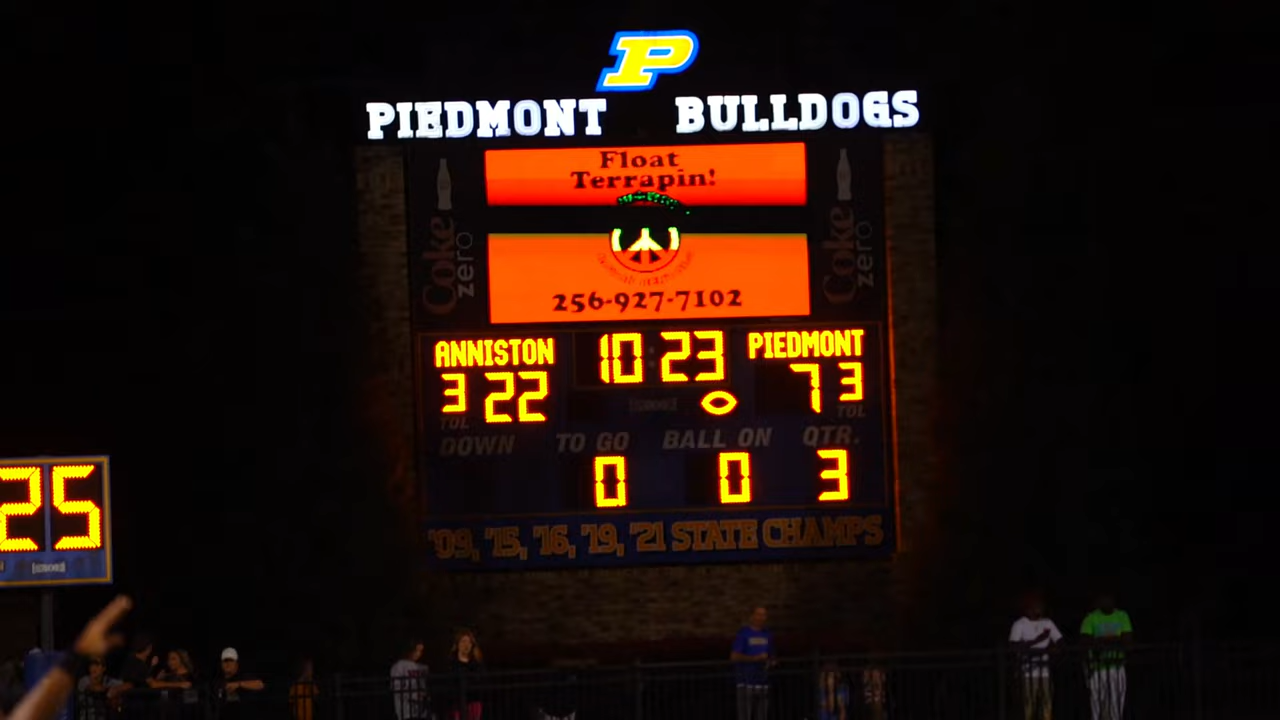 P
PIEDMONT BULLDOGS
Float
Terrapin!
256-927-7102
Coke zero
Coke zero
ANNISTON 10:23 PIEDMONT
3 22 7 3
TOL TOL
DOWN TO GO BALL ON QTR.
0 0 3
'09, '15, '16, '19, '21 STATE CHAMPS
25